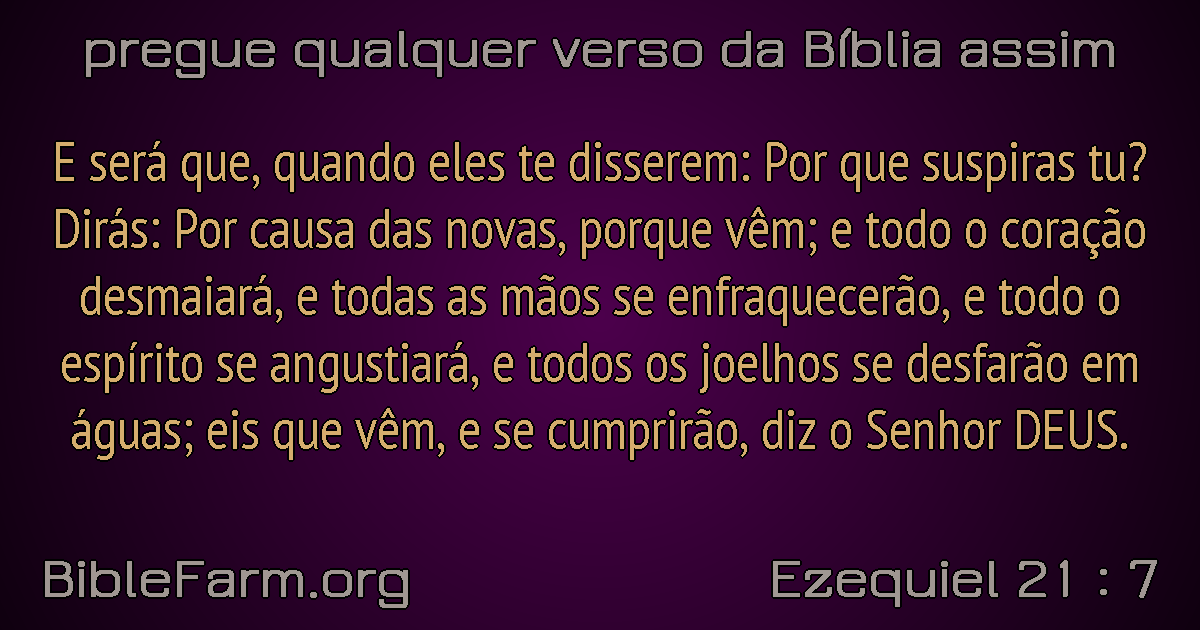 pregue qualquer verso da Bíblia assim
E será que, quando eles te disserem: Por que suspiras tu?
Dirás: Por causa das novas, porque vêm; e todo o coração
desmaiará, e todas as mãos se enfraquecerão, e todo o
espírito se angustiará, e todos os joelhos se desfarão em
águas; eis que vêm, e se cumprirão, diz o Senhor DEUS.
BibleFarm.org
Ezequiel 21 : 7